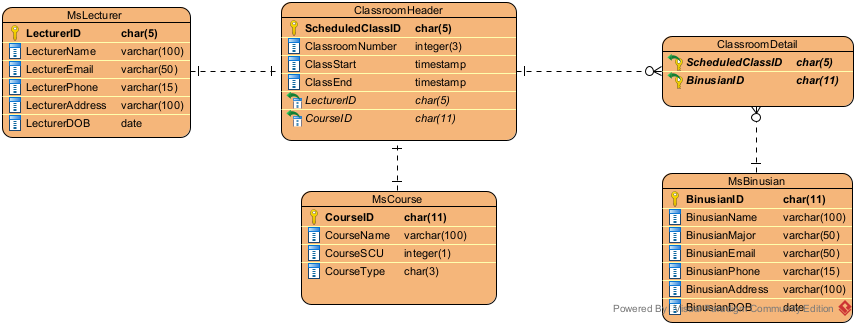 MsLecturer
LecturerID char(5)
LecturerName varchar(100)
LecturerEmail varchar(50)
LecturerPhone varchar(15)
LecturerAddress varchar(100)
LecturerDOB date
ClassroomHeader
ScheduledClassID char(5)
ClassroomNumber integer(3)
ClassStart timestamp
ClassEnd timestamp
LecturerID char(5)
CourseID char(11)
ClassroomDetail
ScheduledClassID char(5)
BinusianID char(11)
MsCourse
CourseID char(11)
CourseName varchar(100)
CourseSCU integer(1)
CourseType char(3)
MsBinusian
BinusianID char(11)
BinusianName varchar(100)
BinusianMajor varchar(50)
BinusianEmail varchar(50)
BinusianPhone varchar(15)
BinusianAddress varchar(100)
BinusianDOB date
Powered By Visual Paradigm Community Edition